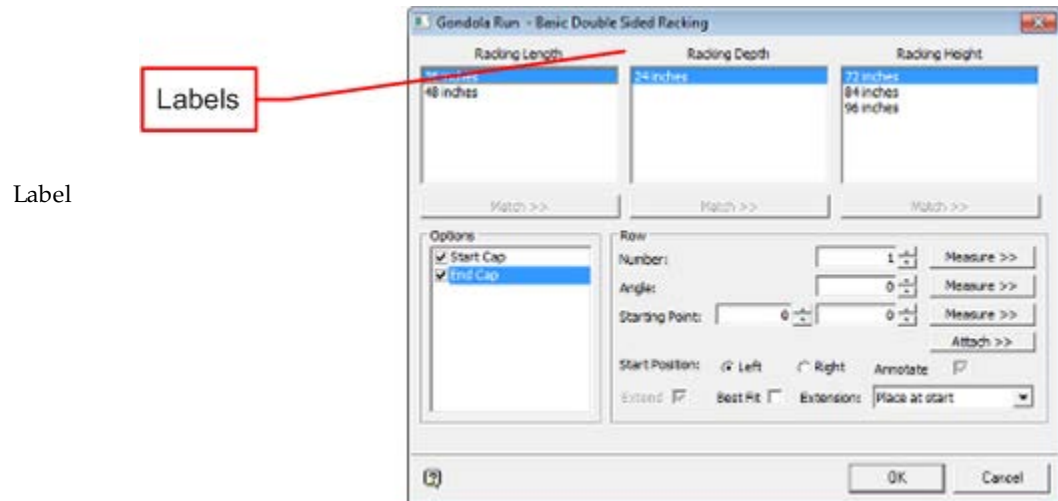 Gondola Run - Basic Double Sided Racking
Racking Length
Racking Depth
Racking Height
36 inches
24 inches
72 inches
48 inches
84 inches
96 inches
Labels
Label
Match >>
Match >>
Match >>
Options
Row
Start Cap
Number:
1
Measure >>
End Cap
Angle:
0
Measure >>
Starting Point:
0
0
Measure >>
Attach >>
Start Position:
Left
Right
Annotate
Extend
Best Fit
Extension:
Place at start
OK
Cancel